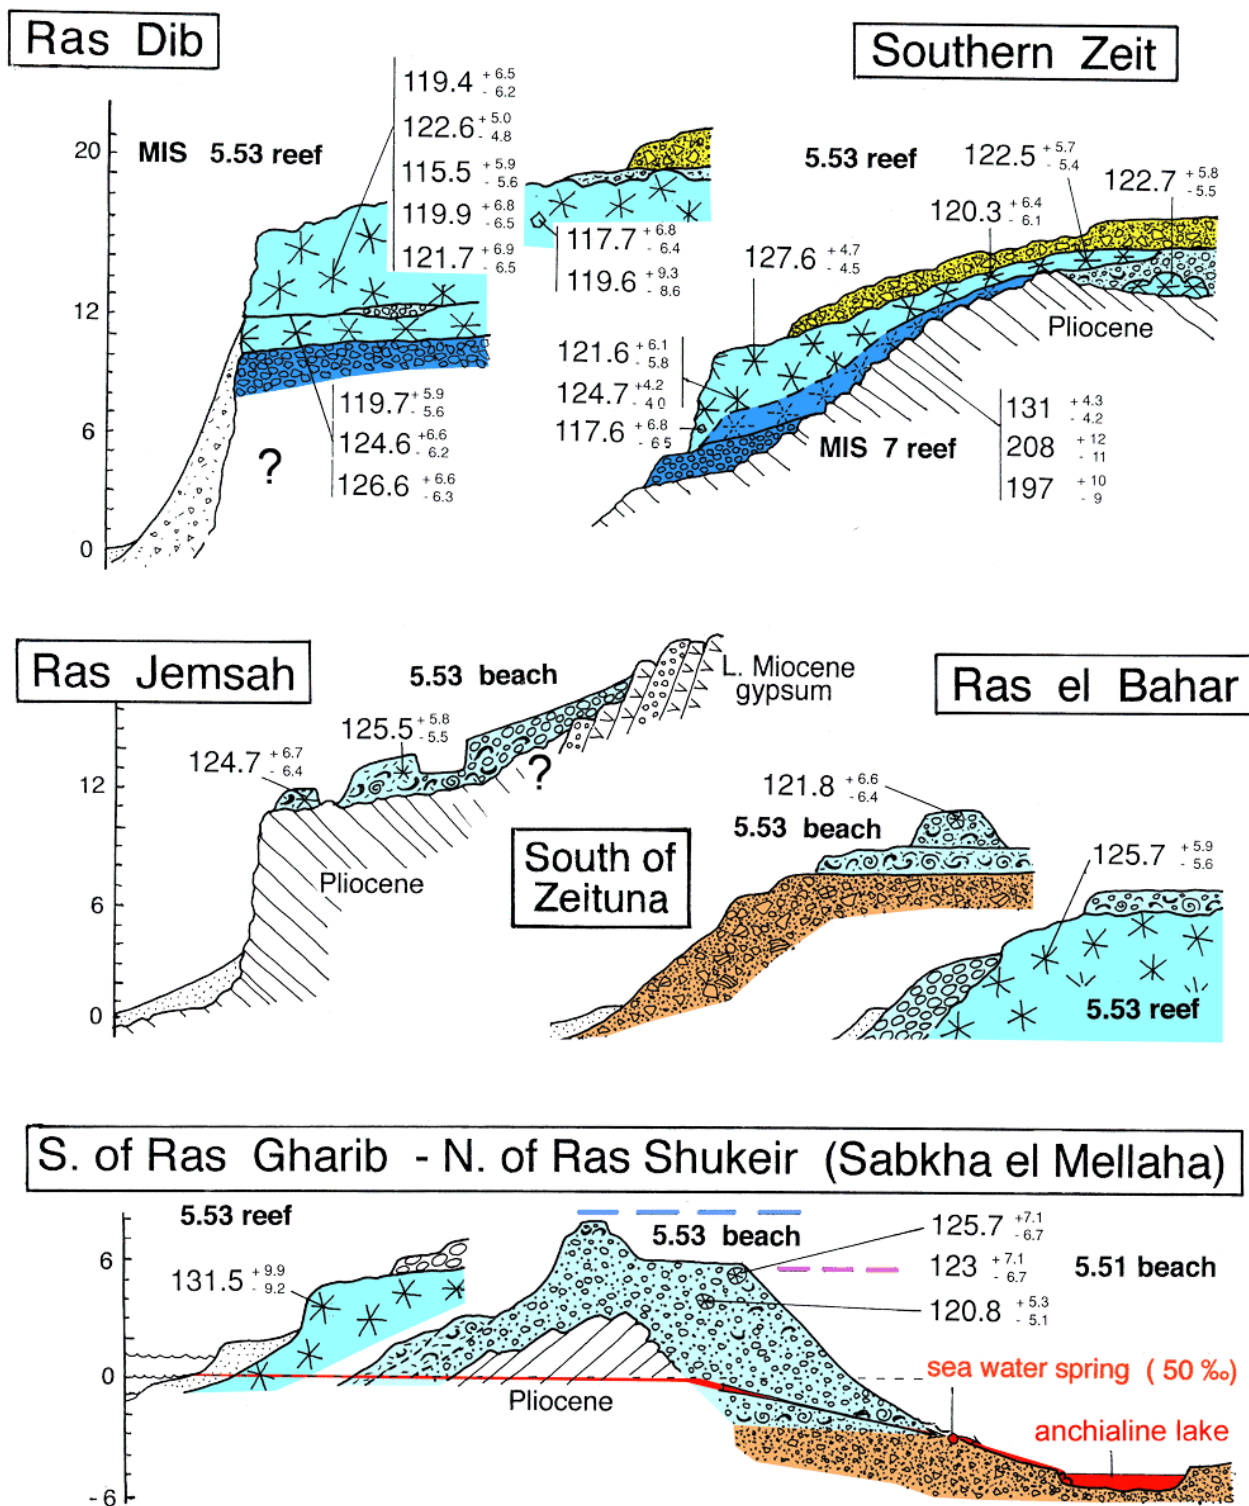 Ras Dib
Southern Zeit
MIS 5.53 reef
119.4 + 6.5 - 6.2
122.6 + 5.0 - 4.8
115.5 + 5.9 - 5.6
119.9 + 6.8 - 6.5
121.7 + 6.9 - 6.5
117.7 + 6.8 - 6.4
119.6 + 9.3 - 8.6
119.7 + 5.9 - 5.6
124.6 + 6.6 - 6.2
126.6 + 6.6 - 6.3
?
20
12
6
0
5.53 reef
122.5 + 5.7 - 5.4
122.7 + 5.8 - 5.5
120.3 + 6.4 - 6.1
127.6 + 4.7 - 4.5
Pliocene
121.6 + 6.1 - 5.8
124.7 + 4.2 - 4.0
117.6 + 6.8 - 6.5
MIS 7 reef
131 + 4.3 - 4.2
208 + 12 - 11
197 + 10 - 9
Ras Jemsah
5.53 beach
L. Miocene
gypsum
124.7 + 6.7 - 6.4
125.5 + 5.8 - 5.5
?
Pliocene
12
6
0
South of
Zeituna
121.8 + 6.6 - 6.4
5.53 beach
Ras el Bahar
125.7 + 5.9 - 5.6
5.53 reef
S. of Ras Gharib - N. of Ras Shukeir (Sabkha el Mellaha)
5.53 reef
131.5 + 9.9 - 9.2
5.53 beach
125.7 +7.1 -6.7
123 + 7.1 - 6.7
120.8 + 5.3 - 5.1
5.51 beach
6
0
- 6
Pliocene
sea water spring ( 50 ‰)
anchialine lake